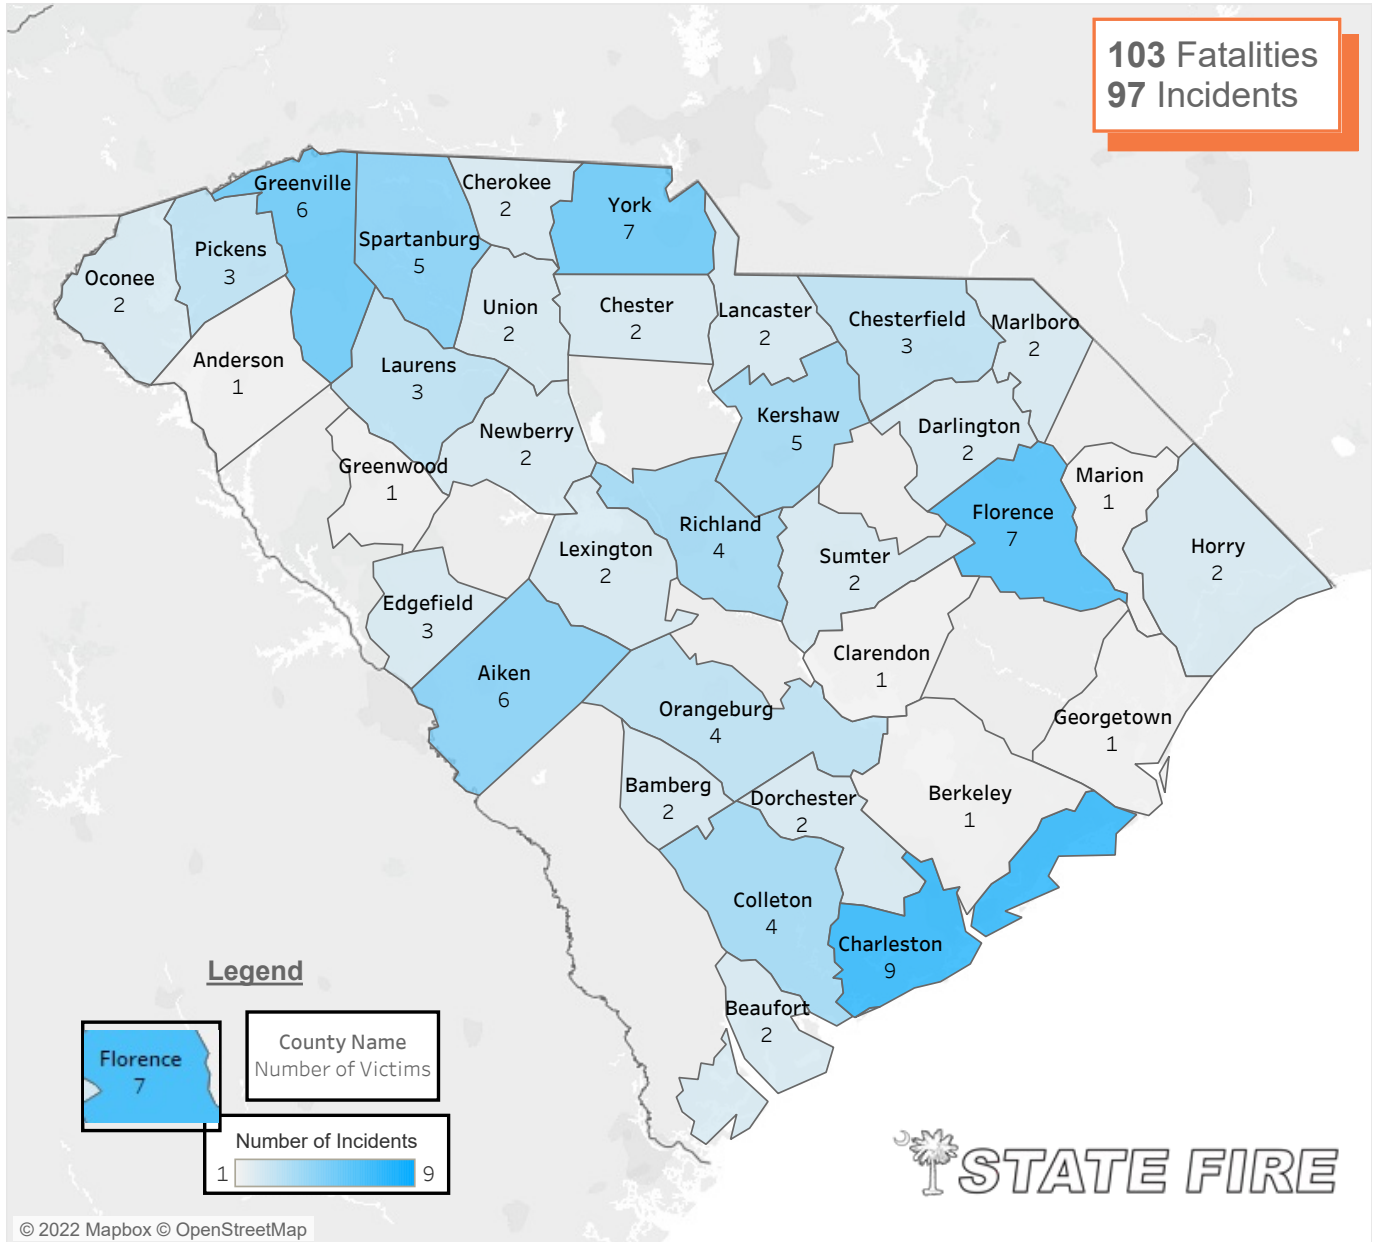 103 Fatalities
97 Incidents
Greenville
6
Cherokee
2
York
7
Spartanburg
5
Pickens
3
Oconee
2
Union
2
Chester
2
Lancaster
2
Chesterfield
3
Marlboro
2
Anderson
1
Laurens
3
Kershaw
5
Darlington
2
Newberry
2
Greenwood
1
Marion
1
Florence
7
Richland
4
Lexington
2
Sumter
2
Horry
2
Edgefield
3
Clarendon
1
Aiken
6
Orangeburg
4
Georgetown
1
Bamberg
2
Dorchester
2
Berkeley
1
Colleton
4
Charleston
9
Beaufort
2
Legend
Florence
7
County Name
Number of Victims
Number of Incidents
1 9
STATE FIRE
© 2022 Mapbox © OpenStreetMap